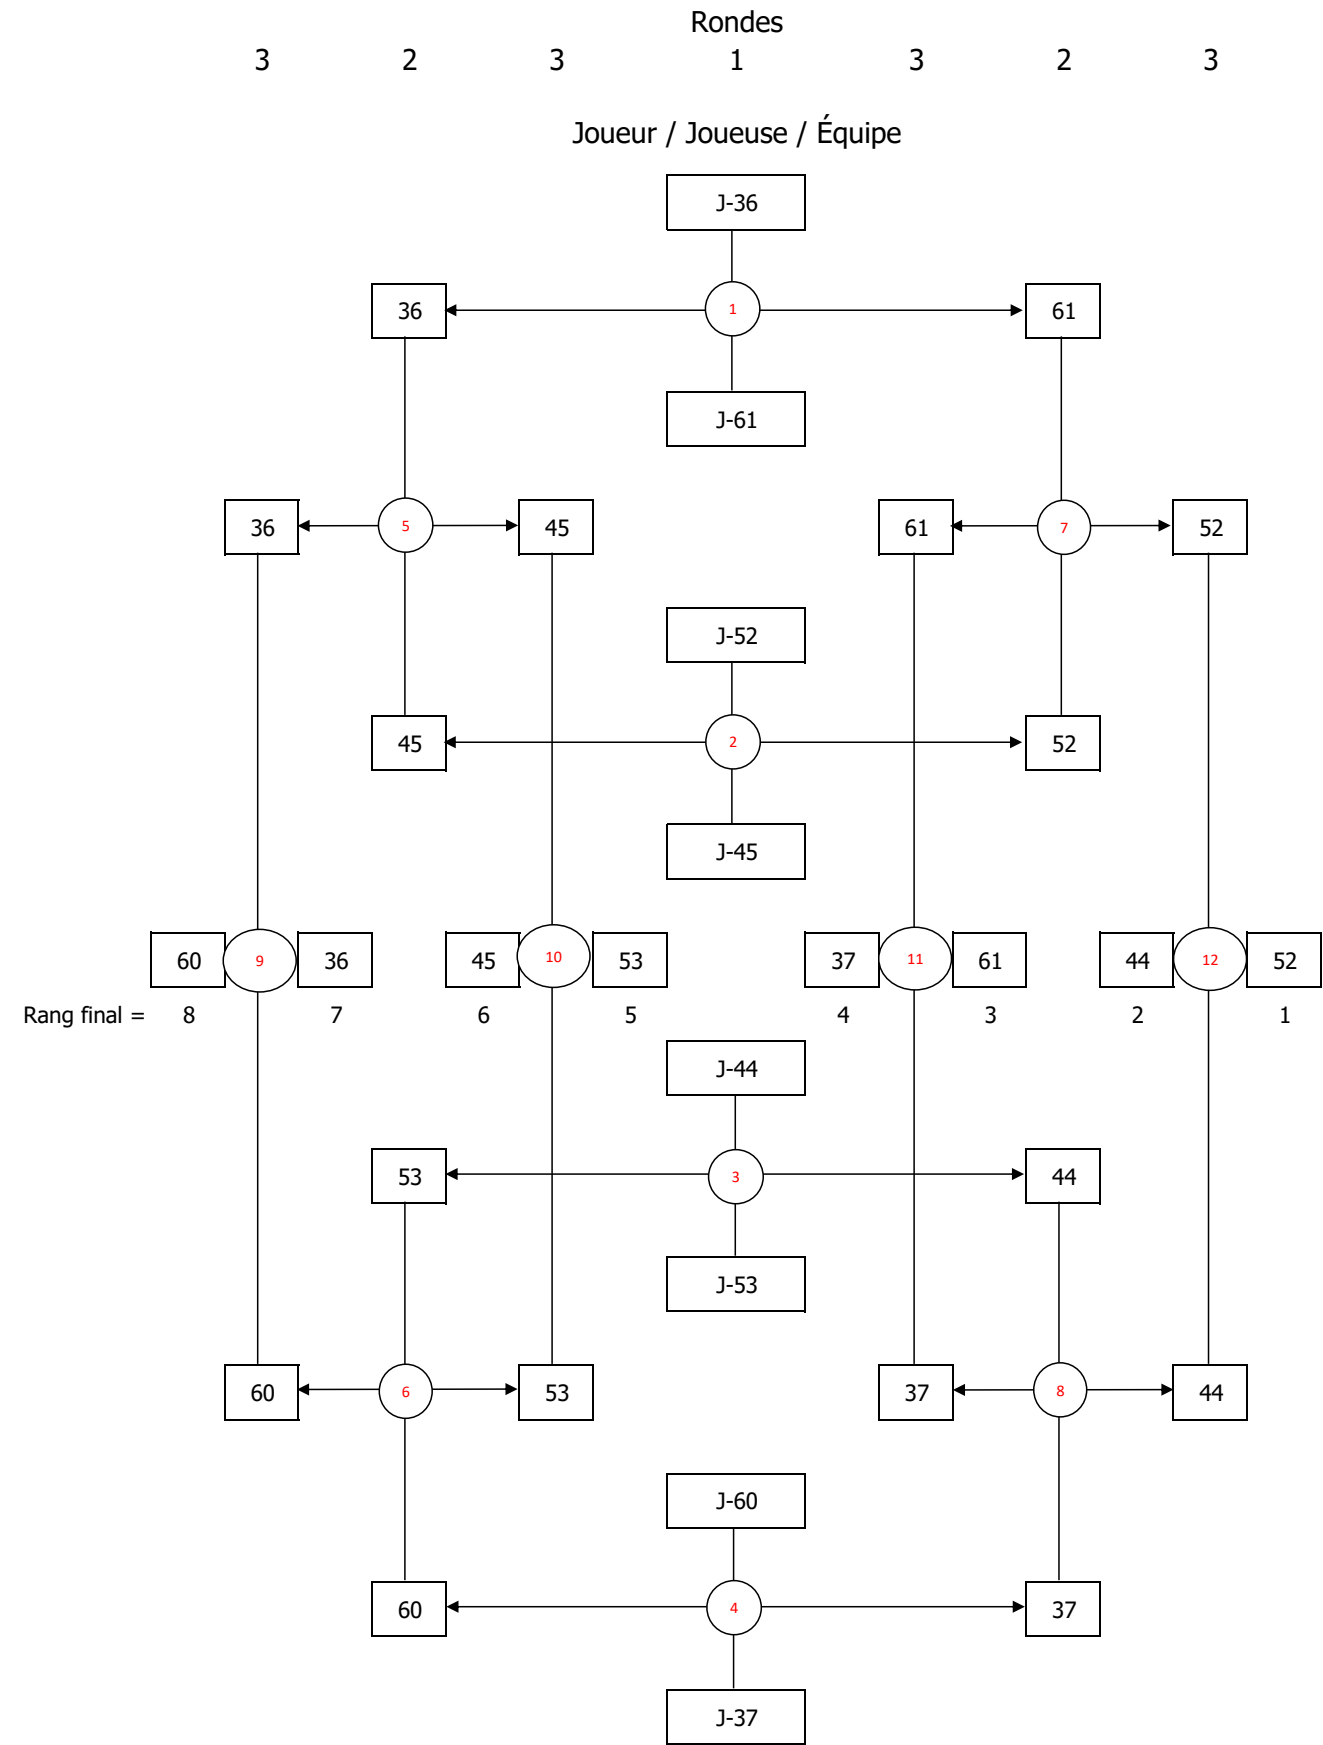 Rondes
3 2 3 1 3 2 3
Joueur / Joueuse / Équipe
J-36
36 1 61
J-61
36 5 45 61 7 52
J-52
45 2 52
J-45
60 9 36 45 10 53 37 11 61 44 12 52
Rang final = 8 7 6 5 4 3 2 1
J-44
53 3 44
J-53
60 6 53 37 8 44
J-60
60 4 37
J-37